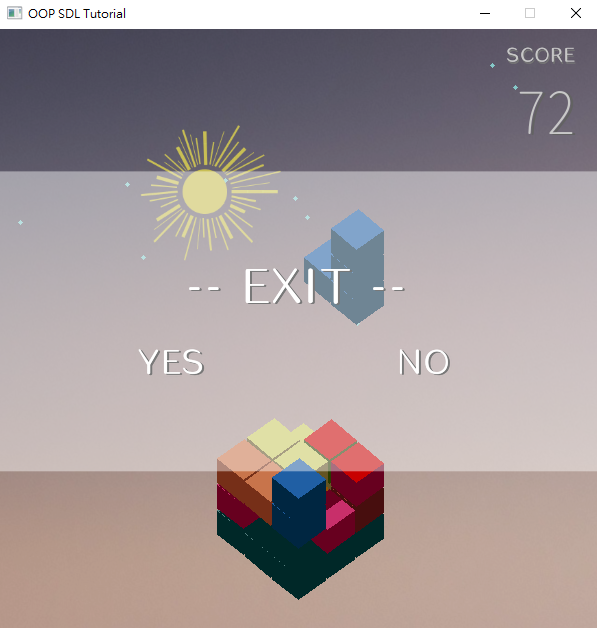 OOP SDL Tutorial
SCORE
72
-- EXIT --
YES NO